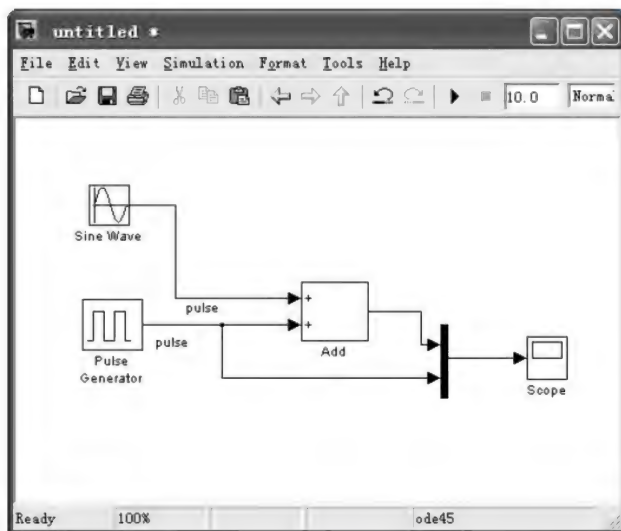 untitled *
File Edit View Simulation Format Tools Help
10.0 Norma
Sine Wave
pulse
+
+
pulse
Add
Pulse
Generator
Scope
Ready 100% ode45